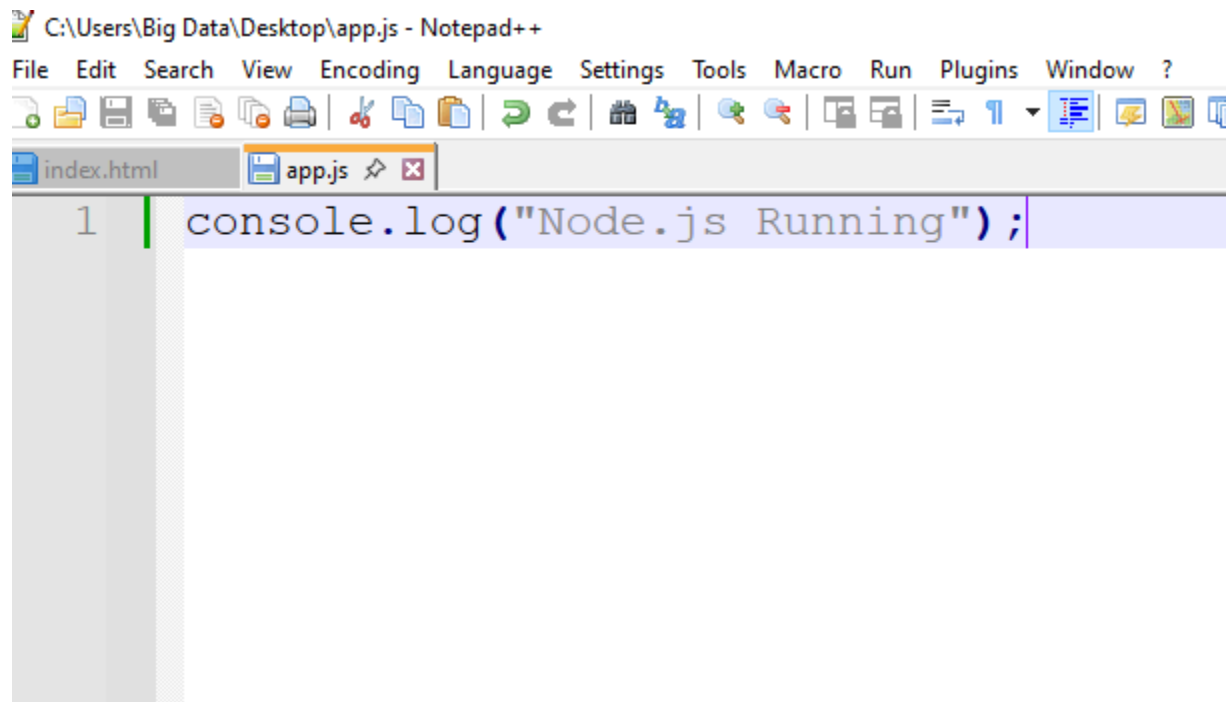 C:\Users\Big Data\Desktop\app.js - Notepad++
File Edit Search View Encoding Language Settings Tools Macro Run Plugins Window ?
index.html app.js
1 console.log("Node.js Running");